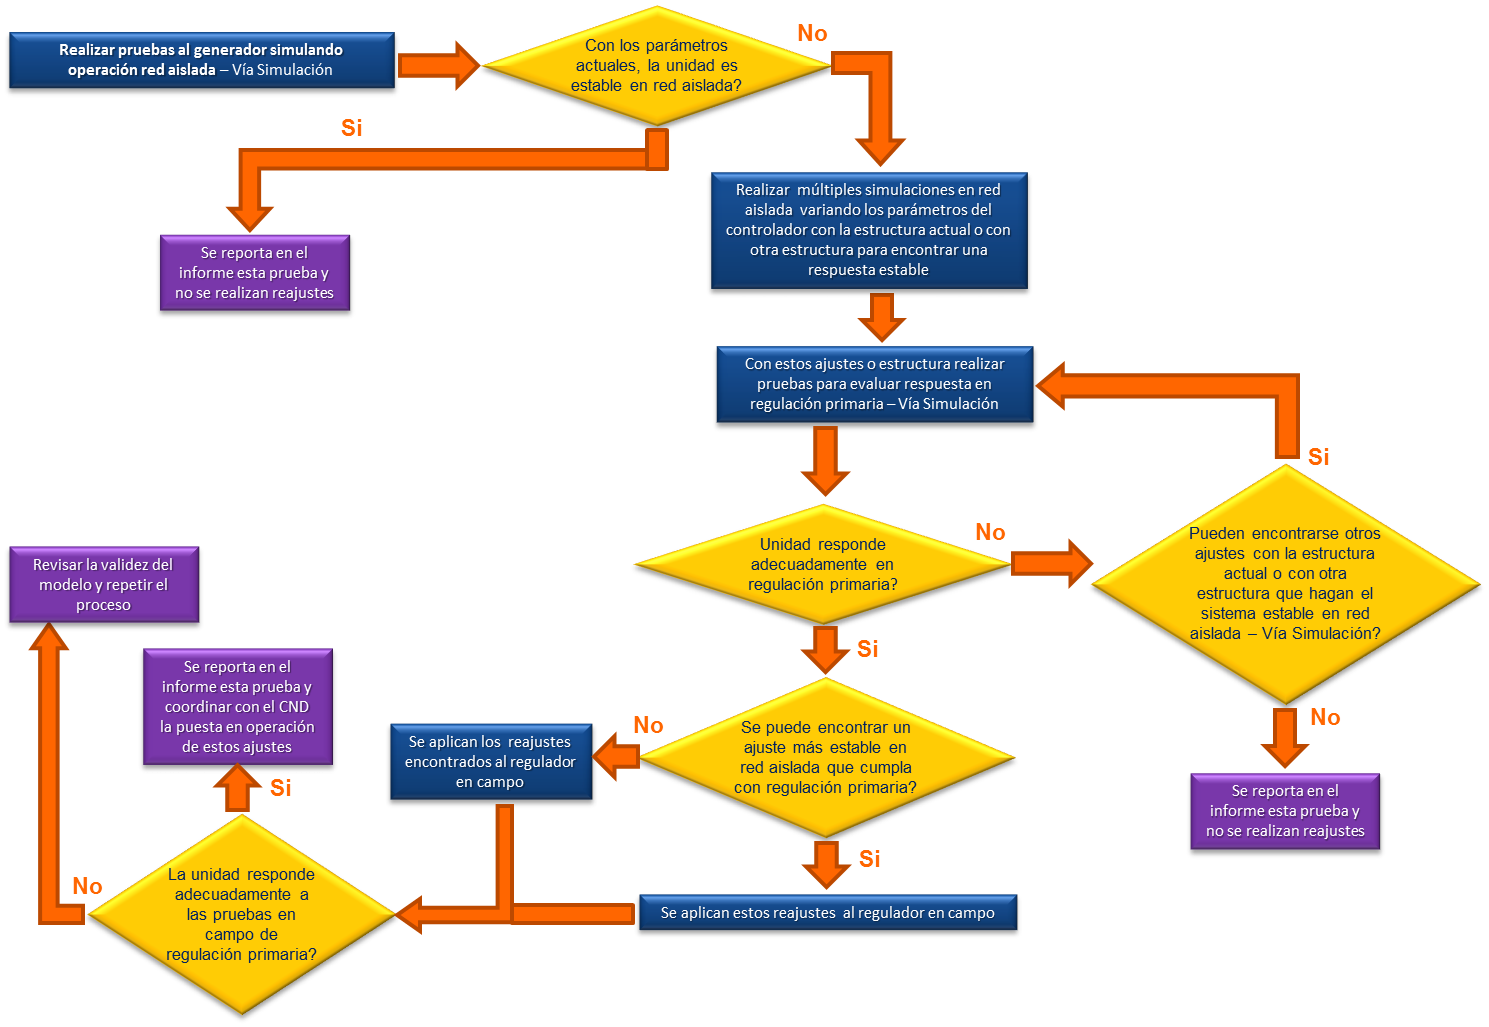 Realizar pruebas al generador simulando
operación red aislada – Vía Simulación
Con los parámetros
actuales, la unidad es
estable en red aislada?
No
Si
Se reporta en el
informe esta prueba y
no se realizan reajustes
Realizar múltiples simulaciones en red
aislada variando los parámetros del
controlador con la estructura actual o con
otra estructura para encontrar una
respuesta estable
Con estos ajustes o estructura realizar
pruebas para evaluar respuesta en
regulación primaria – Vía Simulación
Unidad responde
adecuadamente en
regulación primaria?
No
Si
Pueden encontrarse otros
ajustes con la estructura
actual o con otra
estructura que hagan el
sistema estable en red
aislada – Vía Simulación?
Si
No
Se reporta en el
informe esta prueba y
no se realizan reajustes
Se puede encontrar un
ajuste más estable en
red aislada que cumpla
con regulación primaria?
No
Si
Se aplican los reajustes
encontrados al regulador
en campo
Se aplican estos reajustes al regulador en campo
La unidad responde
adecuadamente a
las pruebas en
campo de
regulación primaria?
Si
No
Se reporta en el
informe esta prueba y
coordinar con el CND
la puesta en operación
de estos ajustes
Revisar la validez del
modelo y repetir el
proceso